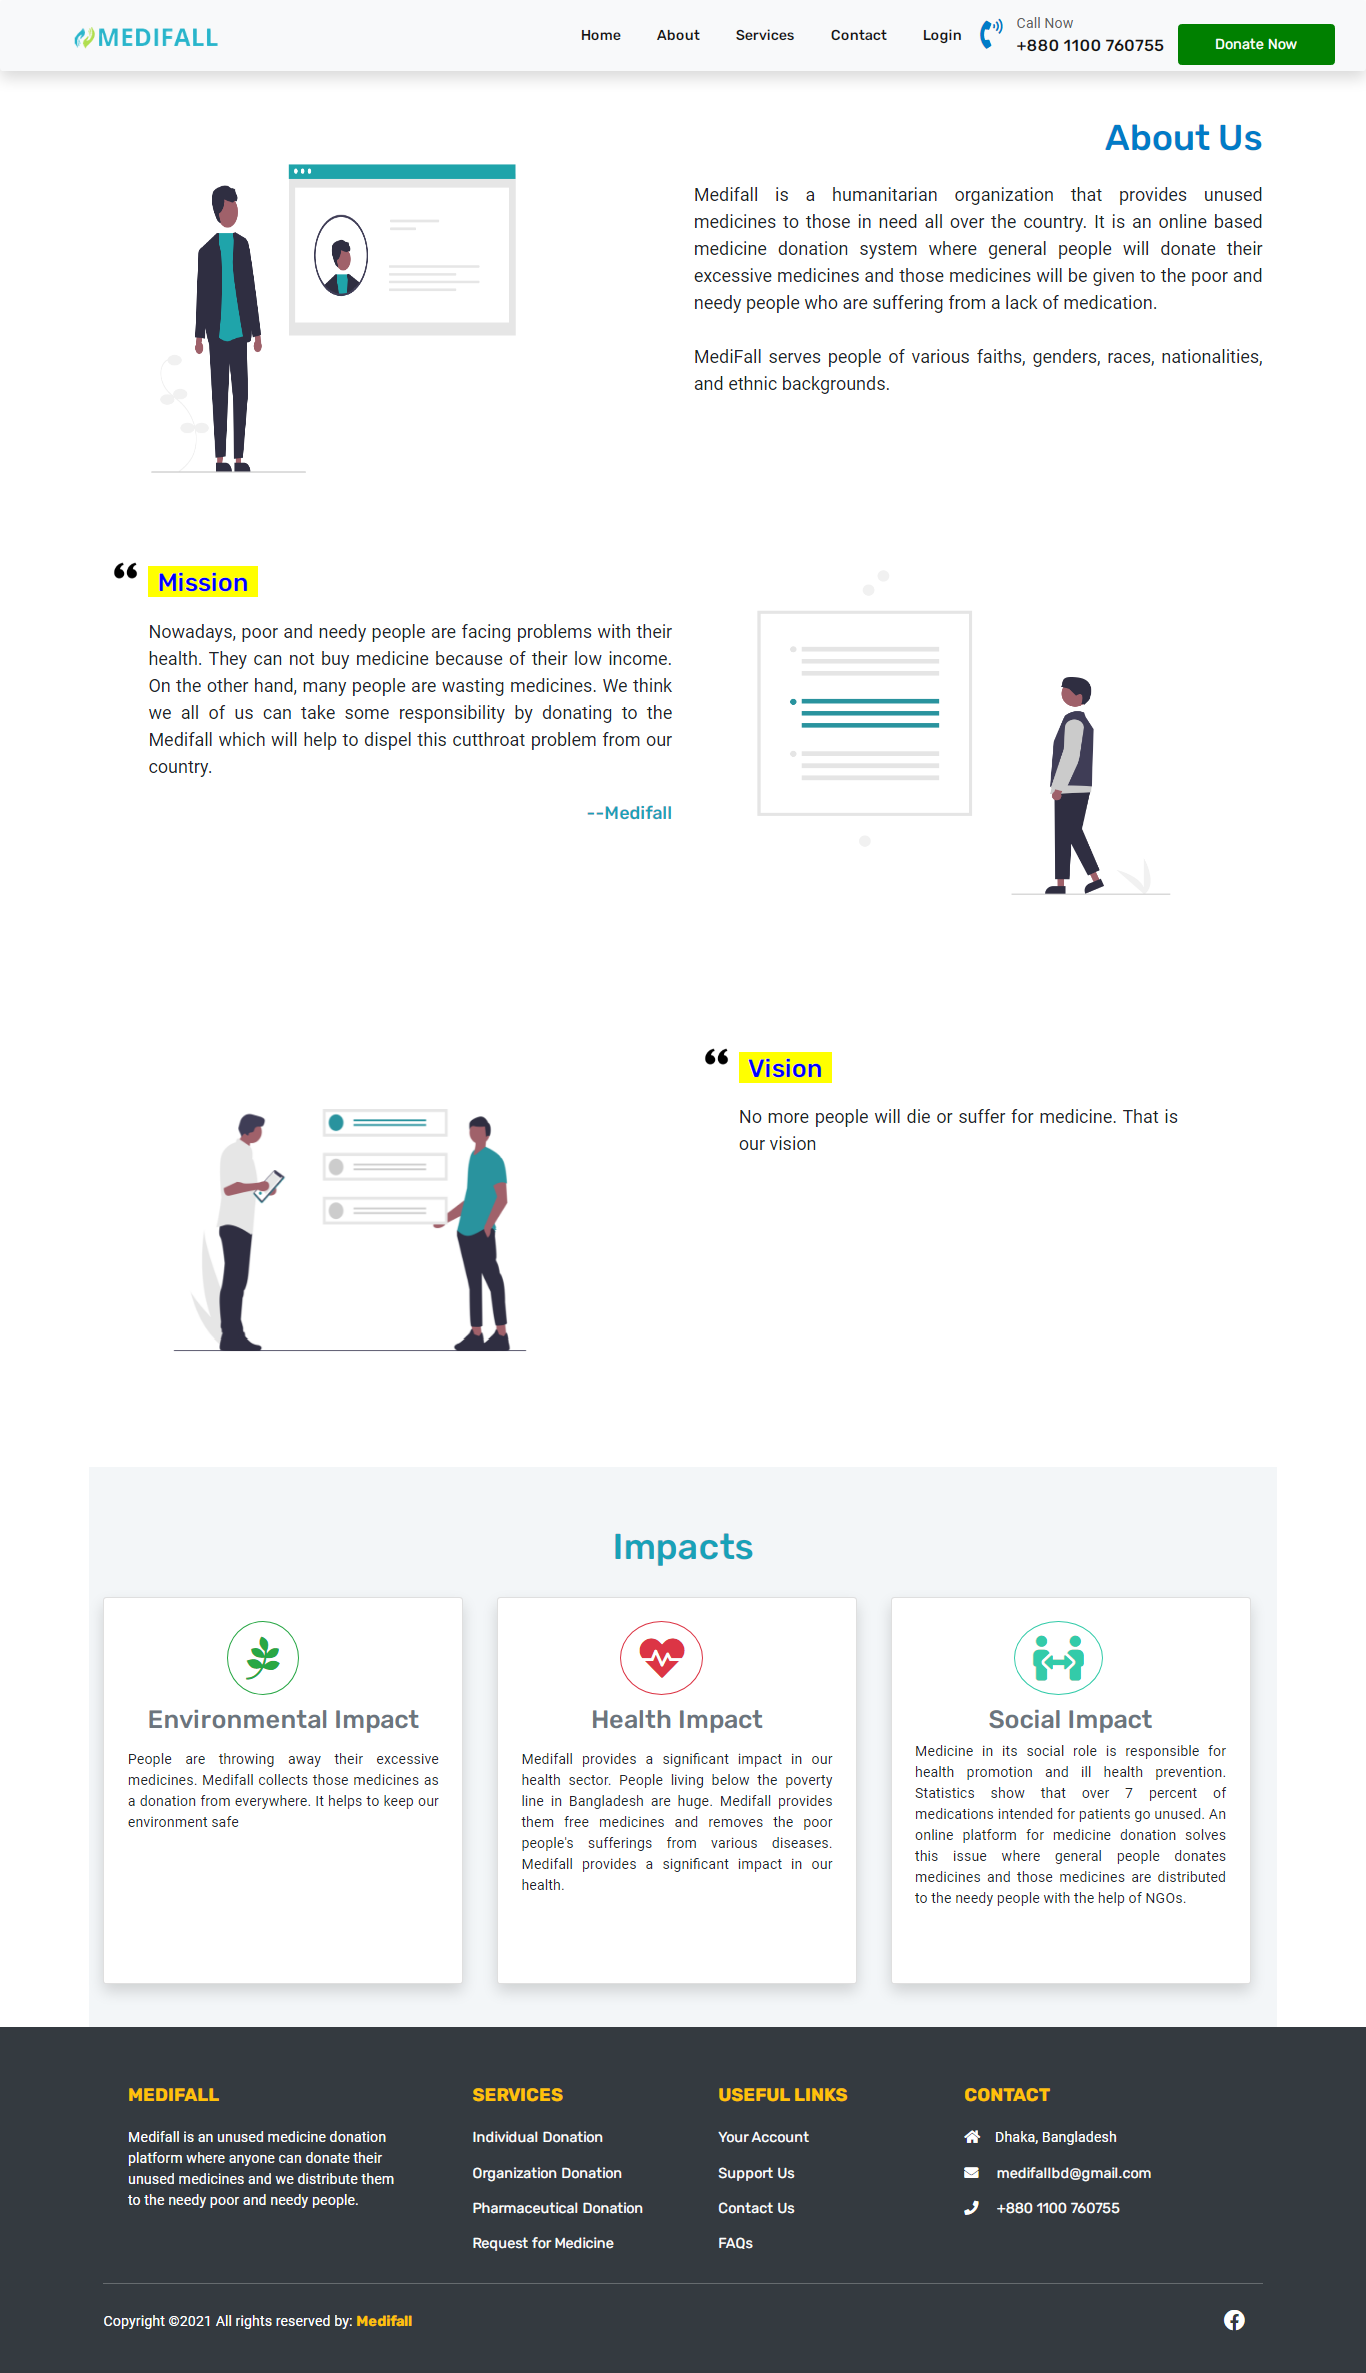 MEDIFALL
Home About Services Contact Login
Call Now
+880 1100 760755
Donate Now
About Us
Medifall is a humanitarian organization that provides unused
medicines to those in need all over the country. It is an online based
medicine donation system where general people will donate their
excessive medicines and those medicines will be given to the poor and
needy people who are suffering from a lack of medication.
MediFall serves people of various faiths, genders, races, nationalities,
and ethnic backgrounds.
“ Mission
Nowadays, poor and needy people are facing problems with their
health. They can not buy medicine because of their low income.
On the other hand, many people are wasting medicines. We think
we all of us can take some responsibility by donating to the
Medifall which will help to dispel this cutthroat problem from our
country.
--Medifall
“ Vision
No more people will die or suffer for medicine. That is
our vision
Impacts
Environmental Impact
People are throwing away their excessive
medicines. Medifall collects those medicines as
a donation from everywhere. It helps to keep our
environment safe
Health Impact
Medifall provides a significant impact in our
health sector. People living below the poverty
line in Bangladesh are huge. Medifall provides
them free medicines and removes the poor
people's sufferings from various diseases.
Medifall provides a significant impact in our
health.
Social Impact
Medicine in its social role is responsible for
health promotion and ill health prevention.
Statistics show that over 7 percent of
medications intended for patients go unused. An
online platform for medicine donation solves
this issue where general people donates
medicines and those medicines are distributed
to the needy people with the help of NGOs.
MEDIFALL
Medifall is an unused medicine donation
platform where anyone can donate their
unused medicines and we distribute them
to the needy poor and needy people.
SERVICES
Individual Donation
Organization Donation
Pharmaceutical Donation
Request for Medicine
USEFUL LINKS
Your Account
Support Us
Contact Us
FAQs
CONTACT
Dhaka, Bangladesh
medifallbd@gmail.com
+880 1100 760755
Copyright ©2021 All rights reserved by: Medifall